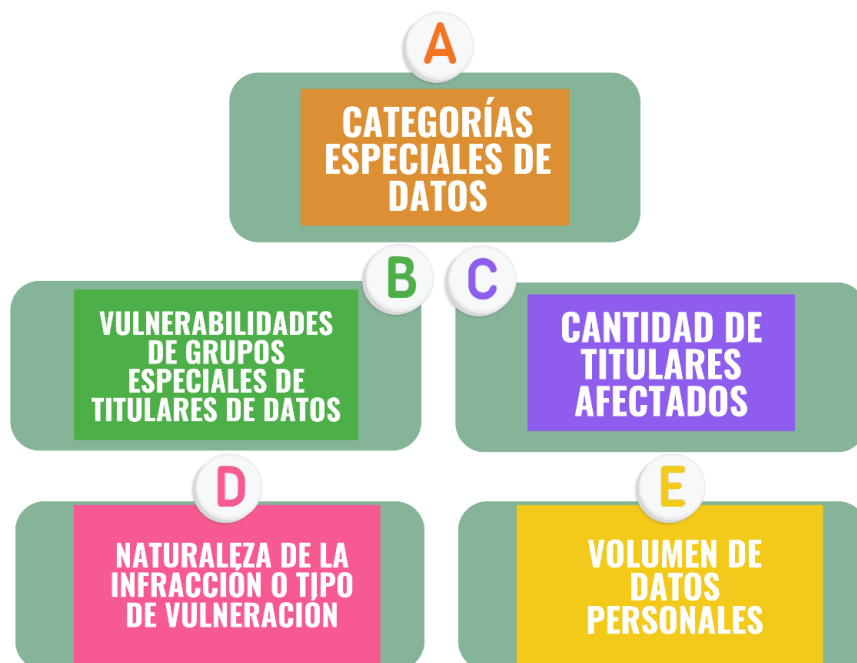 A
CATEGORÍAS
ESPECIALES DE
DATOS
B
VULNERABILIDADES
DE GRUPOS
ESPECIALES DE
TITULARES DE DATOS
C
CANTIDAD DE
TITULARES
AFECTADOS
D
NATURALEZA DE LA
INFRACCIÓN O TIPO
DE VULNERACIÓN
E
VOLUMEN DE
DATOS
PERSONALES